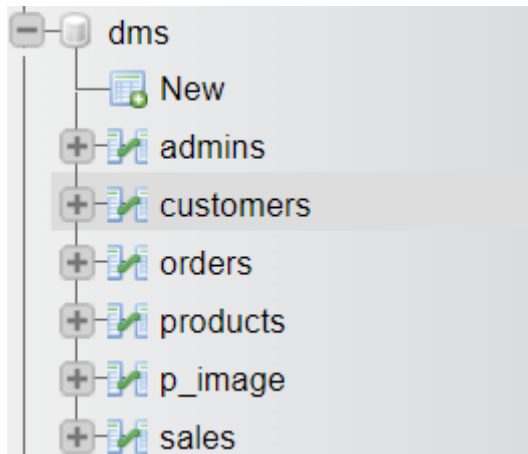 dms
New
admins
customers
orders
products
p_image
sales